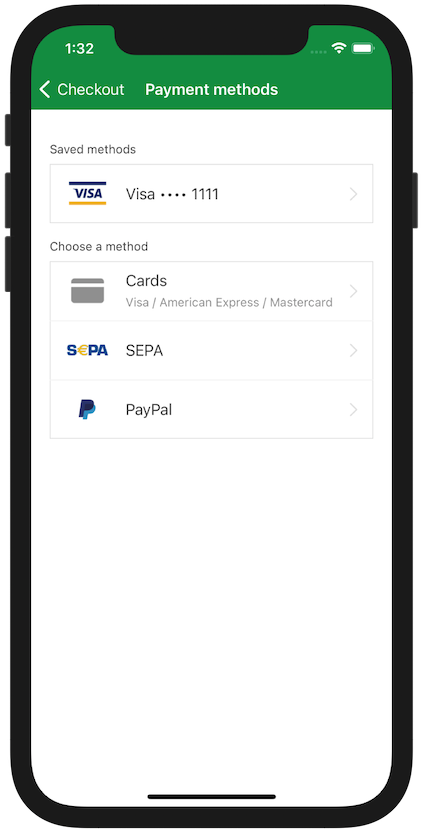 1:32
Checkout Payment methods
Saved methods
VISA Visa •••• 1111
Choose a method
Cards
Visa / American Express / Mastercard
S€PA SEPA
PayPal